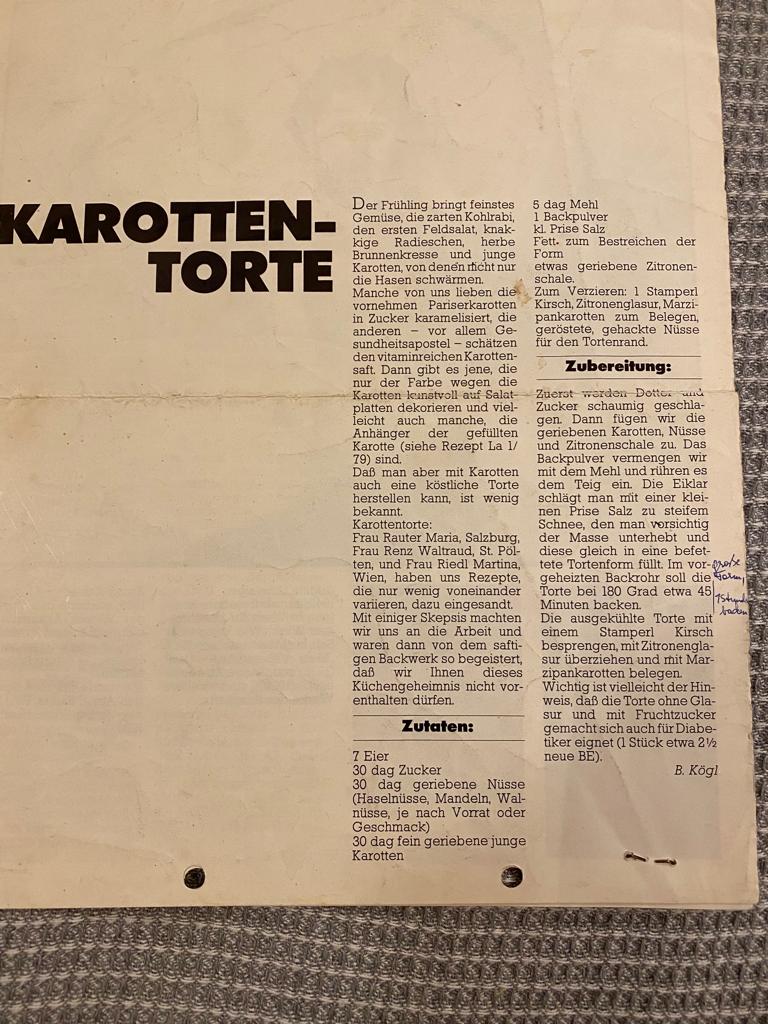 KAROTTEN-
TORTE
Der Frühling bringt feinstes
Gemüse, die zarten Kohlrabi,
den ersten Feldsalat, knak-
kige Radieschen, herbe
Brunnenkresse und junge
Karotten, von denen nicht nur
die Hasen schwärmen.
Manche von uns lieben die
vornehmen Pariserkarotten
in Zucker karamelisiert, die
anderen – vor allem Ge-
sundheitsapostel – schätzen
den vitaminreichen Karotten-
saft. Dann gibt es jene, die
nur der Farbe wegen die
Karotten kunstvoll auf Salat-
platten dekorieren und viel-
leicht auch manche, die
Anhänger der gefüllten
Karotte (siehe Rezept La 1/
79) sind.
Daß man aber mit Karotten
auch eine köstliche Torte
herstellen kann, ist wenig
bekannt.
Karottentorte:
Frau Rauter Maria, Salzburg,
Frau Renz Waltraud, St. Pöl-
ten, und Frau Riedl Martina,
Wien, haben uns Rezepte,
die nur wenig voneinander
variieren, dazu eingesandt.
Mit einiger Skepsis machten
wir uns an die Arbeit und
waren dann von dem safti-
gen Backwerk so begeistert,
daß wir Ihnen dieses
Küchengeheimnis nicht vor-
enthalten dürfen.
Zutaten:
7 Eier
30 dag Zucker
30 dag geriebene Nüsse
(Haselnüsse, Mandeln, Wal-
nüsse, je nach Vorrat oder
Geschmack)
30 dag fein geriebene junge
Karotten
5 dag Mehl
1 Backpulver
kl. Prise Salz
Fett zum Bestreichen der
Form
etwas geriebene Zitronen-
schale.
Zum Verzieren: 1 Stamperl
Kirsch, Zitronenglasur, Marzi-
pankarotten zum Belegen,
geröstete, gehackte Nüsse
für den Tortenrand.
Zubereitung:
Zuerst werden Dotter und
Zucker schaumig geschla-
gen. Dann fügen wir die
geriebenen Karotten, Nüsse
und Zitronenschale zu. Das
Backpulver vermengen wir
mit dem Mehl und rühren es
dem Teig ein. Die Eiklar
schlägt man mit einer klei-
nen Prise Salz zu steifem
Schnee, den man vorsichtig
der Masse unterhebt und
diese gleich in eine befet-
tete Tortenform füllt. Im vor-
geheizten Backrohr soll die
Torte bei 180 Grad etwa 45
Minuten backen.
Die ausgekühlte Torte mit
einem Stamperl Kirsch
besprengen, mit Zitronengla-
sur überziehen und mit Mar-
zipankarotten belegen.
Wichtig ist vielleicht der Hin-
weis, daß die Torte ohne Gla-
sur und mit Fruchtzucker
gemacht sich auch für Diabe-
tiker eignet (1 Stück etwa 2½
neue BE).
B. Kögl
große
Form,
1 Stunde